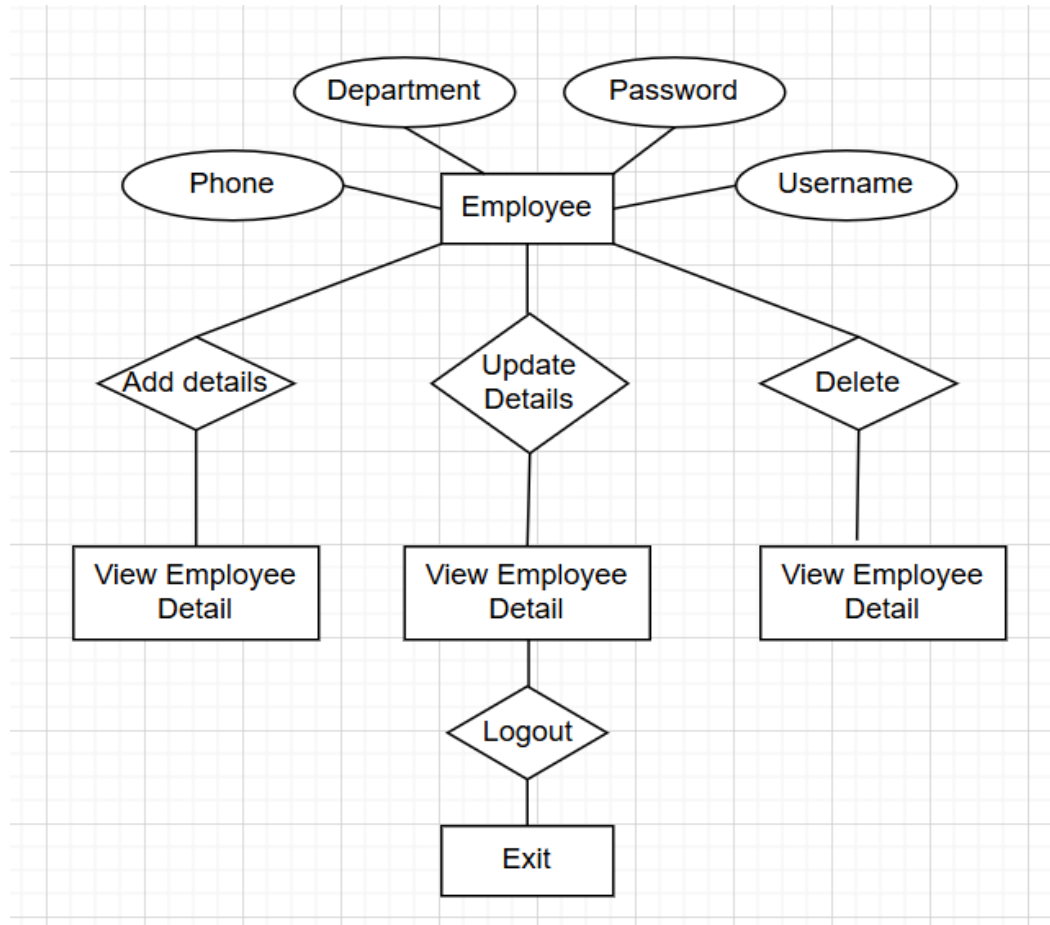 Department
Password
Phone
Employee
Username
Add details
Update
Details
Delete
View Employee
Detail
View Employee
Detail
View Employee
Detail
Logout
Exit